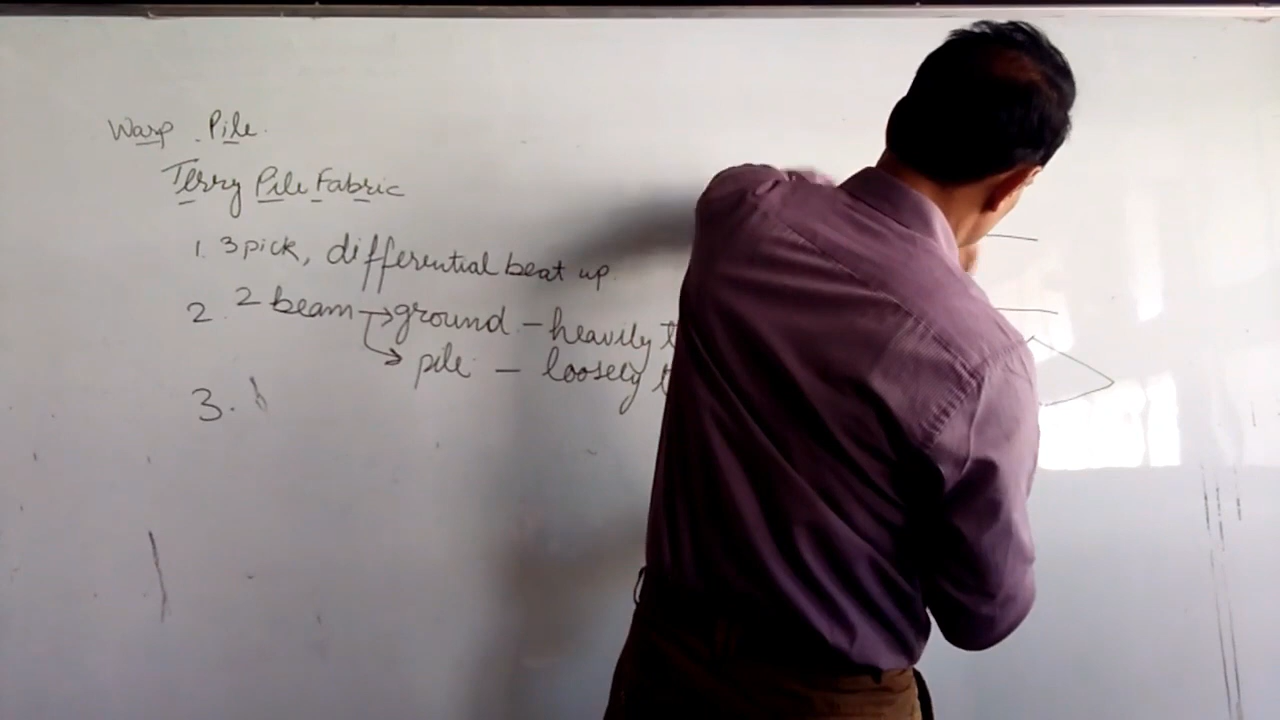 Warp Pile.
Terry Pile Fabric
1. 3 pick, differential beat up.
2. 2 beam → ground - heavily
→ pile - loosely
3.